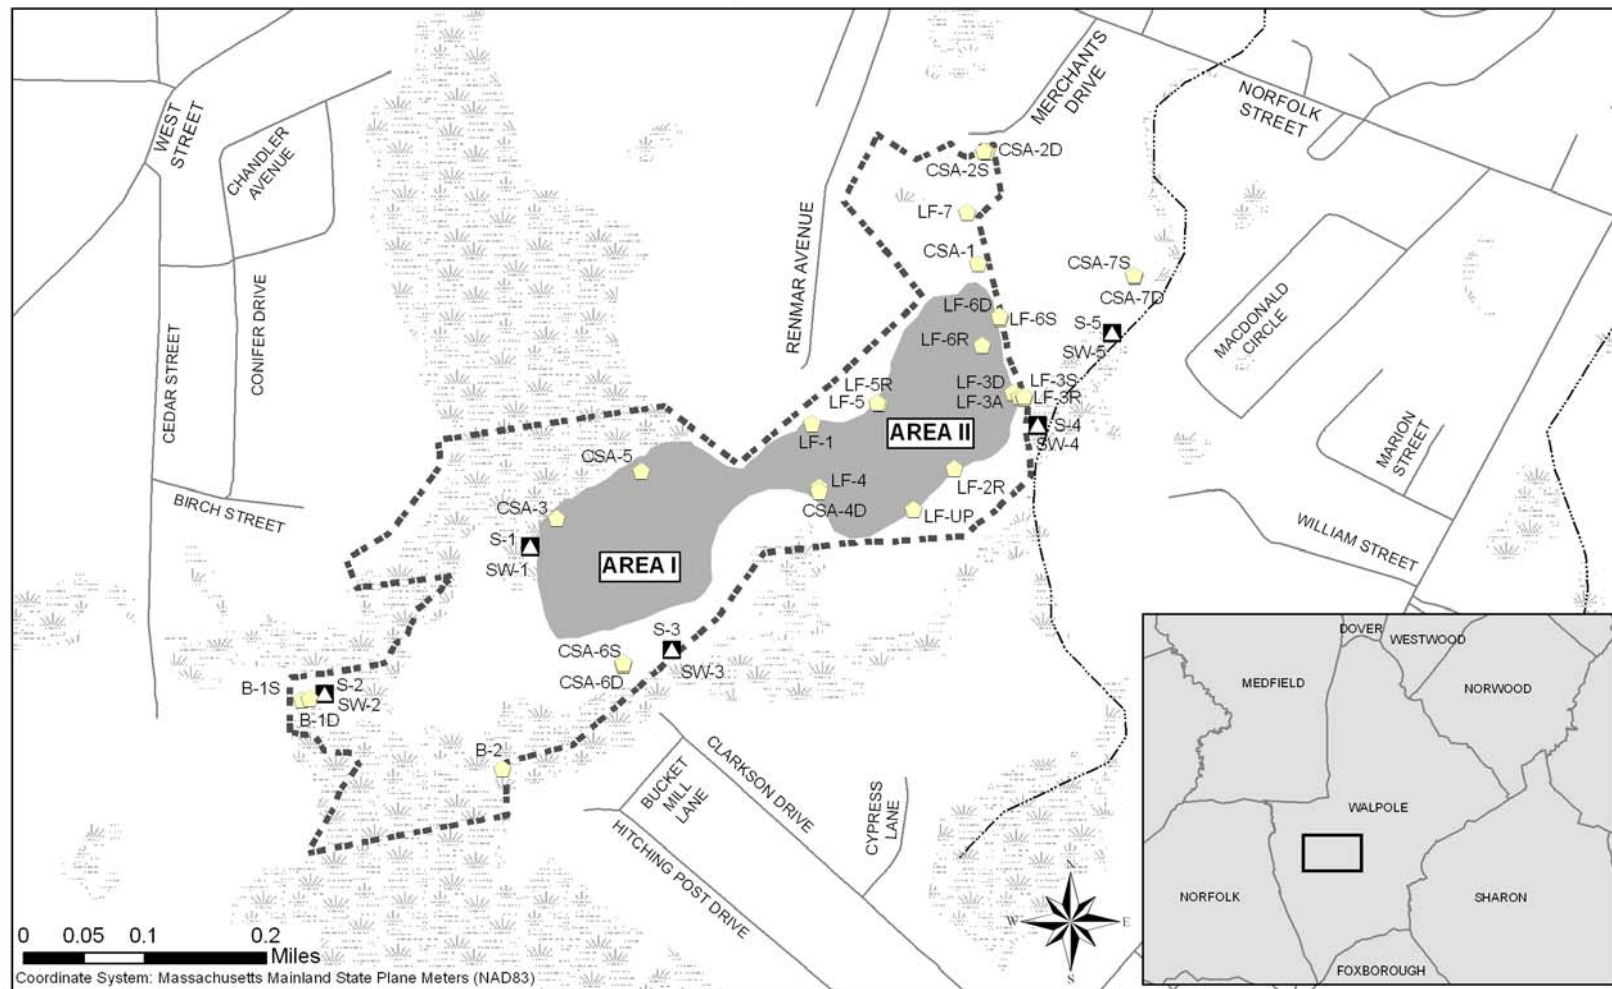 MERCHANTS
DRIVE
NORFOLK
STREET
WEST
STREET
CHANDLER
AVENUE
CSA-2D
CSA-2S
LF-7
RENMAR AVENUE
CSA-1
CSA-7S
CSA-7D
CONIFER DRIVE
CEDAR STREET
LF-6D
LF-6S
S-5
SW-5
MACDONALD
CIRCLE
LF-6R
LF-5R
LF-5
LF-3D
LF-3S
LF-3A
LF-3R
LF-1
AREA II
S-4
SW-4
MARION
STREET
CSA-5
LF-4
CSA-4D
LF-2R
LF-UP
BIRCH STREET
CSA-3
S-1
SW-1
AREA I
WILLIAM STREET
S-3
SW-3
CSA-6S
CSA-6D
B-1S
S-2
SW-2
B-1D
B-2
BUCKET
MILL
LANE
CLARKSON DRIVE
CYPRESS
LANE
HITCHING POST DRIVE
DOVER
WESTWOOD
MEDFIELD
NORWOOD
WALPOLE
NORFOLK
SHARON
FOXBOROUGH
N
W
E
S
0 0.05 0.1 0.2
Miles
Coordinate System: Massachusetts Mainland State Plane Meters (NAD83)